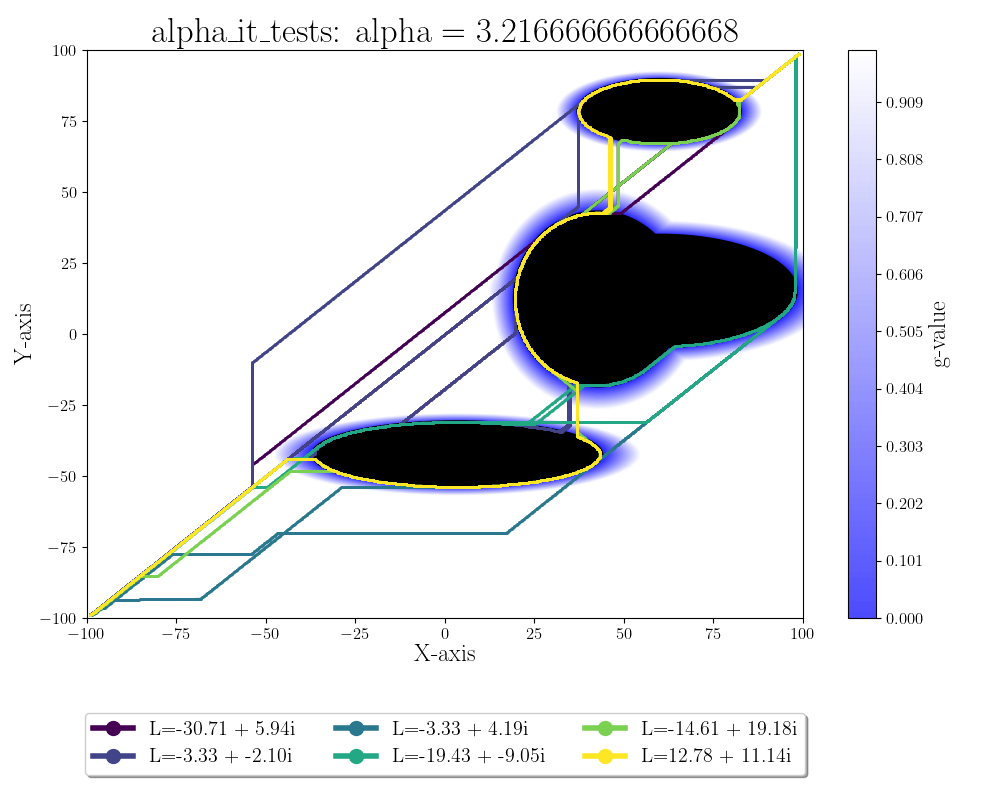 alpha_it_tests: alpha = 3.216666666666668
100
75
50
25
0
−25
−50
−75
−100
Y-axis
−100 −75 −50 −25 0 25 50 75 100
X-axis
0.909
0.808
0.707
0.606
0.505
0.404
0.303
0.202
0.101
0.000
g-value
L=-30.71 + 5.94i L=-3.33 + 4.19i L=-14.61 + 19.18i
L=-3.33 + -2.10i L=-19.43 + -9.05i L=12.78 + 11.14i